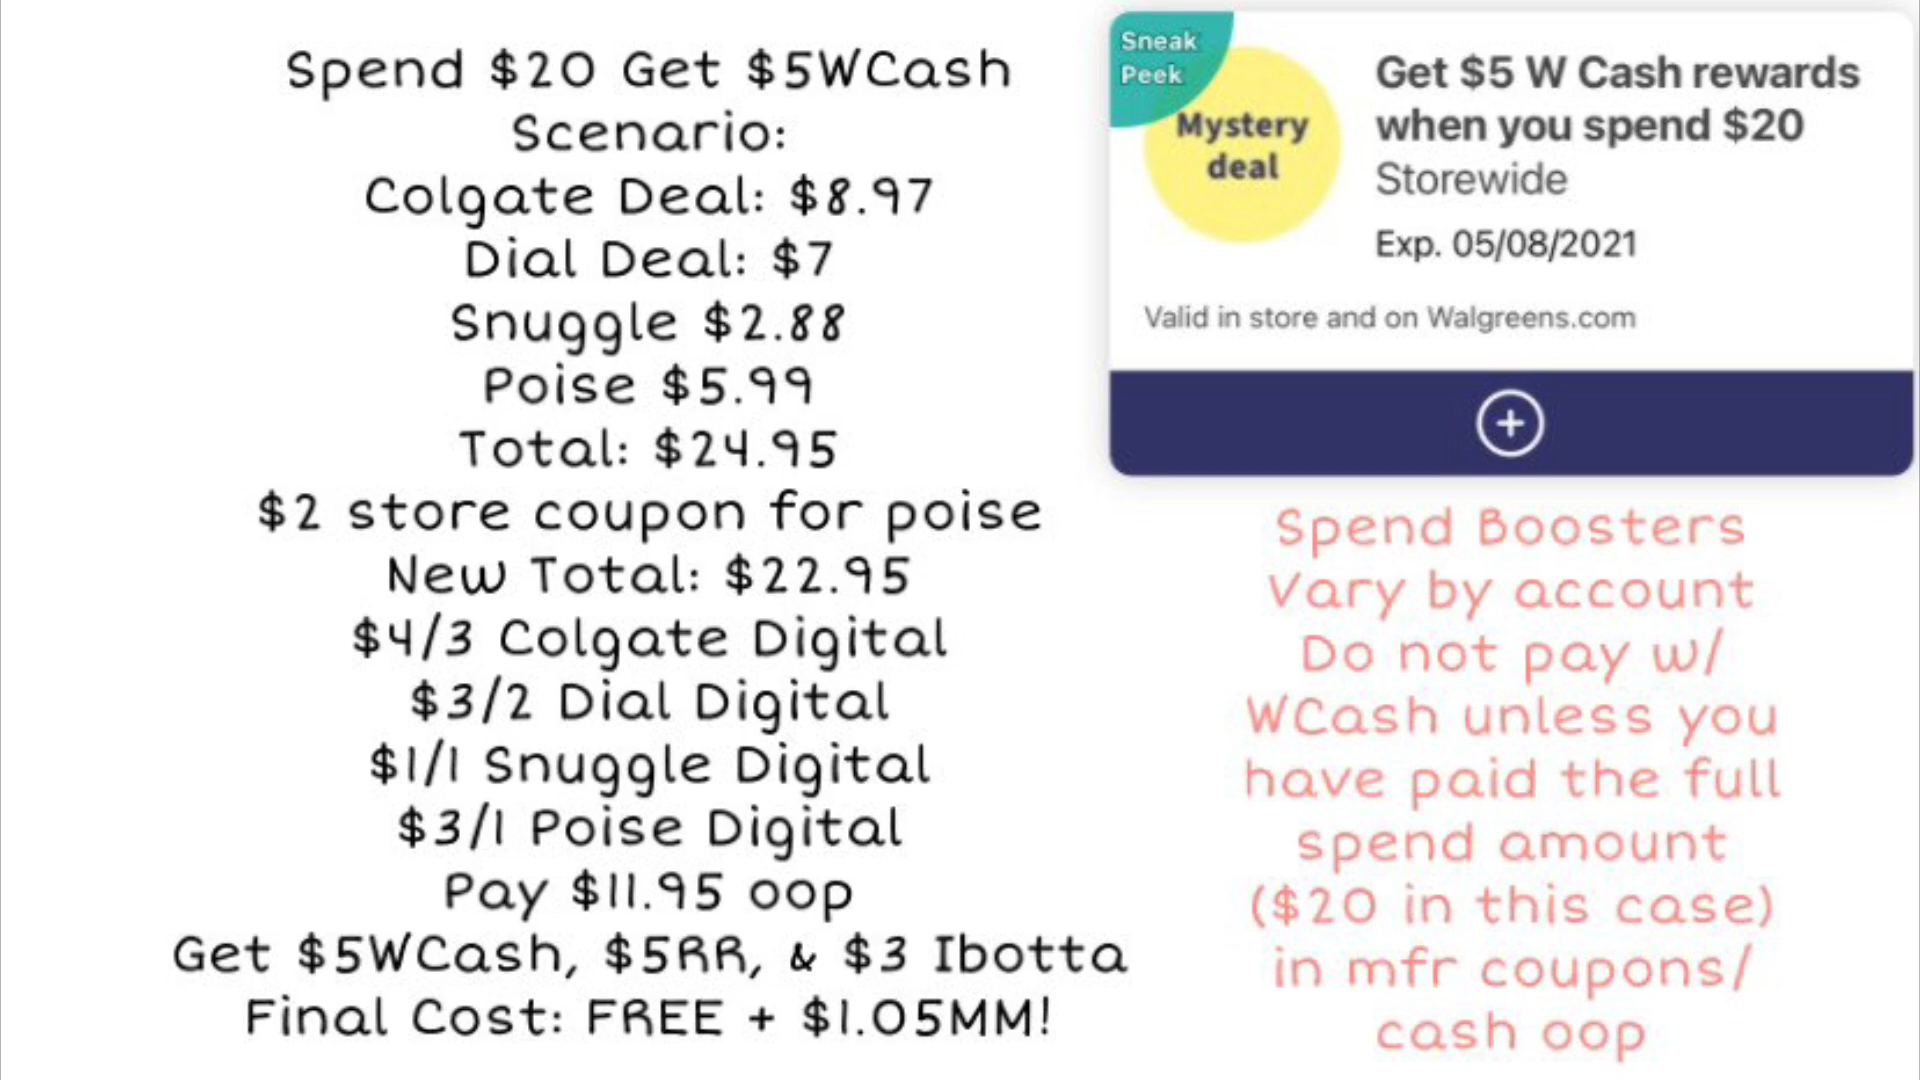 Spend $20 Get $5WCash
Scenario:
Colgate Deal: $8.97
Dial Deal: $7
Snuggle $2.88
Poise $5.99
Total: $24.95
$2 store coupon for poise
New Total: $22.95
$4/3 Colgate Digital
$3/2 Dial Digital
$1/1 Snuggle Digital
$3/1 Poise Digital
Pay $11.95 oop
Get $5WCash, $5RR, & $3 Ibotta
Final Cost: FREE + $1.05MM!
Sneak
Peek
Mystery
deal
Get $5 W Cash rewards
when you spend $20
Storewide
Exp. 05/08/2021
Valid in store and on Walgreens.com
Spend Boosters
Vary by account
Do not pay w/
WCash unless you
have paid the full
spend amount
($20 in this case)
in mfr coupons/
cash oop